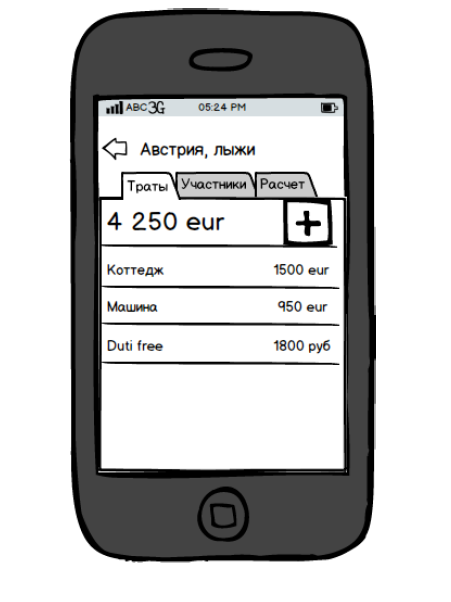 ABC 3G 05:24 PM
Австрия, лыжи
Траты Участники Расчет
4 250 eur
Коттедж 1500 eur
Машина 950 eur
Duti free 1800 руб